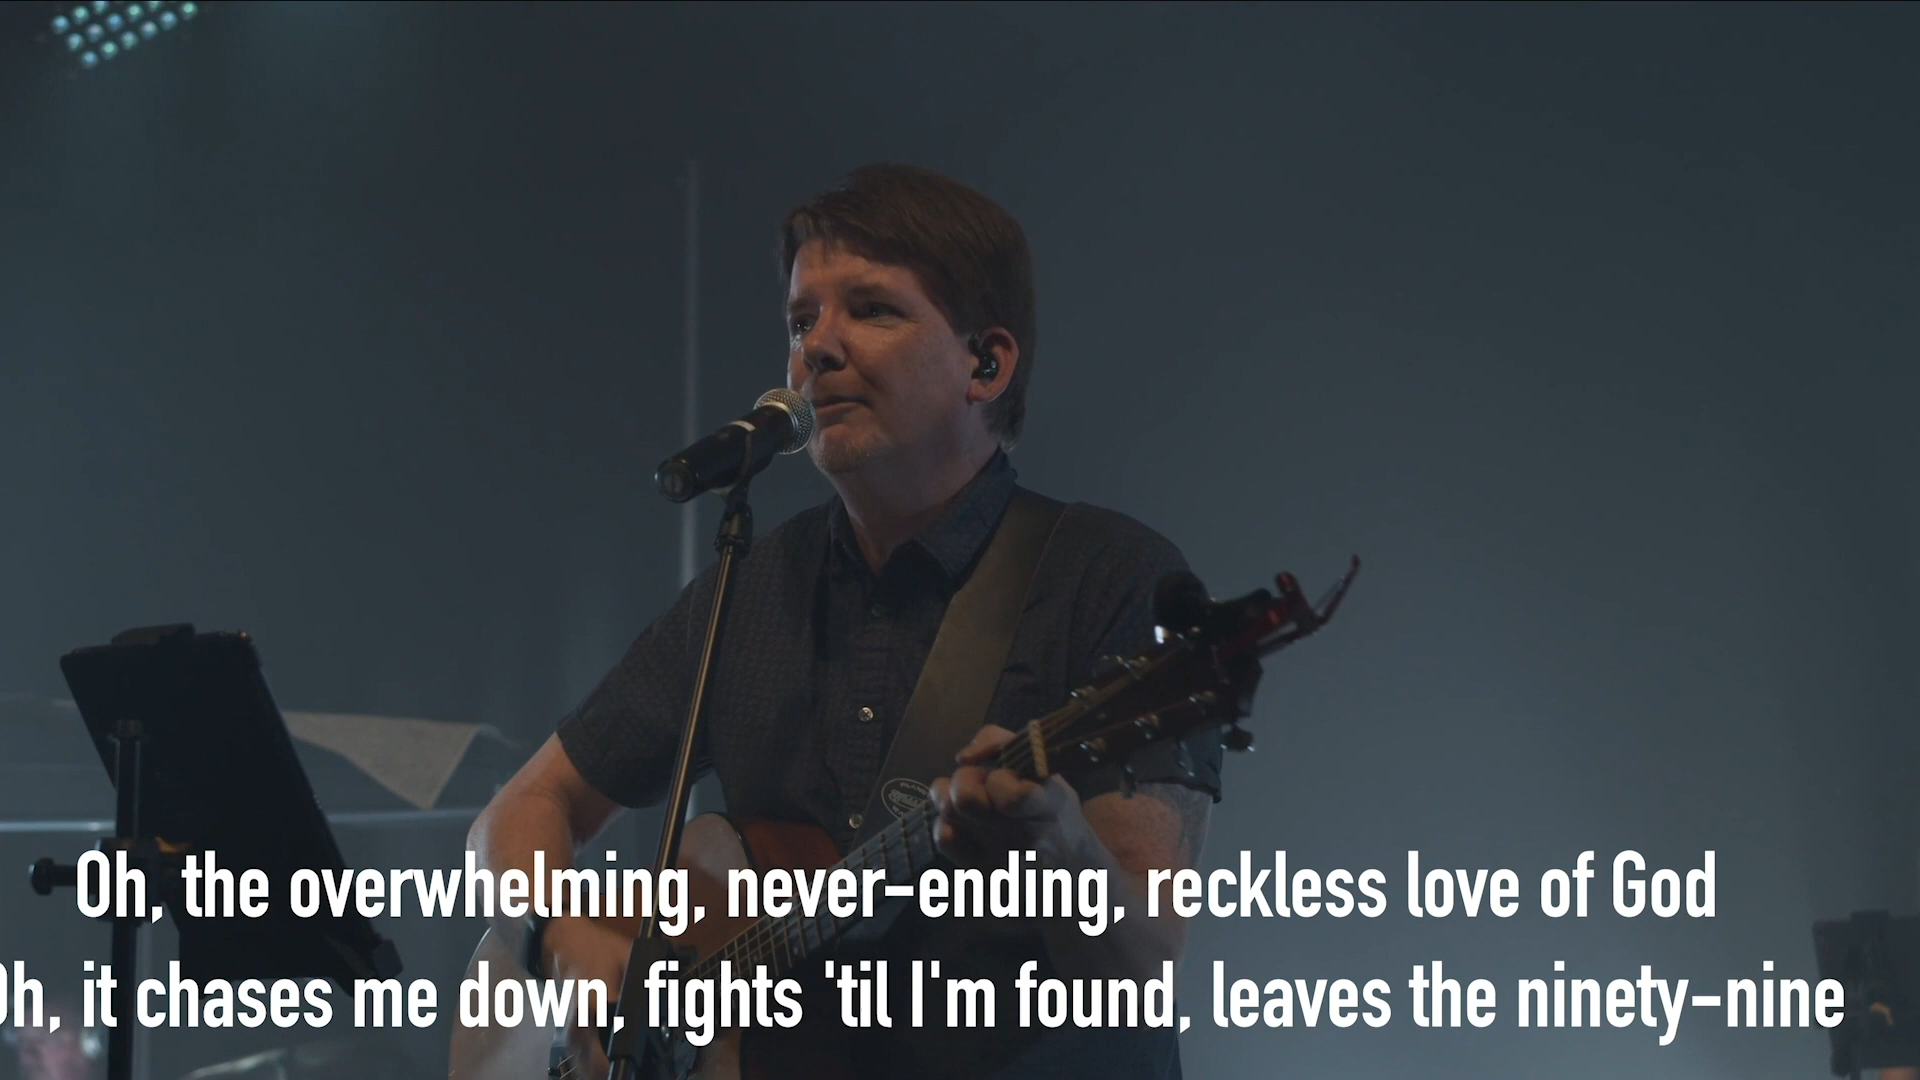 Oh, the overwhelming, never-ending, reckless love of God
Oh, it chases me down, fights 'til I'm found, leaves the ninety-nine